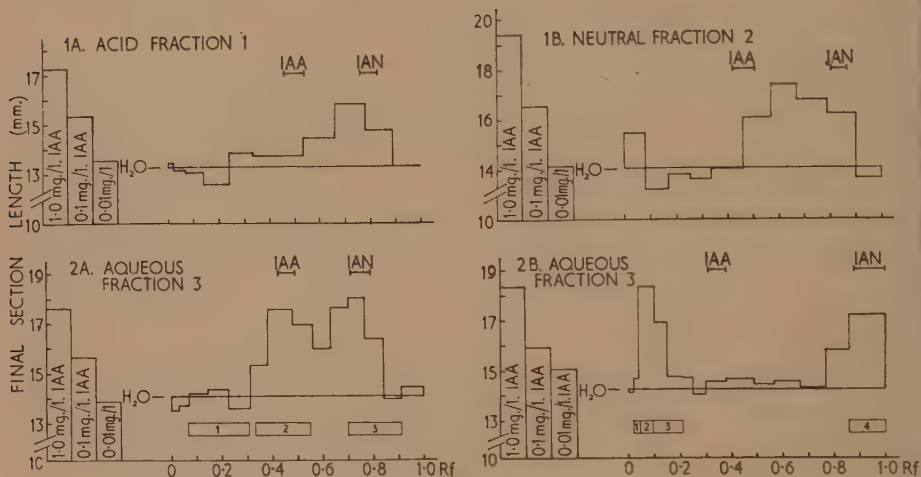 1A. ACID FRACTION 1
IAA
IAN
17
15
13
10
LENGTH (mm.)
1·0 mg./l. IAA
0·1 mg./l. IAA
0·01mg/l
H₂O
1B. NEUTRAL FRACTION 2
IAA
IAN
20
18
16
14
10
1·0 mg./l. IAA
0·1 mg./l. IAA
0·01mg/l
H₂O
2A. AQUEOUS
FRACTION 3
IAA
IAN
19
17
15
13
10
FINAL SECTION
1·0mg./l. IAA
0·1 mg./l. IAA
0·01mg./l
H₂O
1
2
3
0 0·2 0·4 0·6 0·8 1·0 Rf
2B. AQUEOUS
FRACTION 3
IAA
IAN
19
17
15
13
10
1·0 mg./l. IAA
0·1 mg./l. IAA
0·01mg./l. IAA
H₂O
1
2
3
4
0 0·2 0·4 0·6 0·8 1·0 Rf